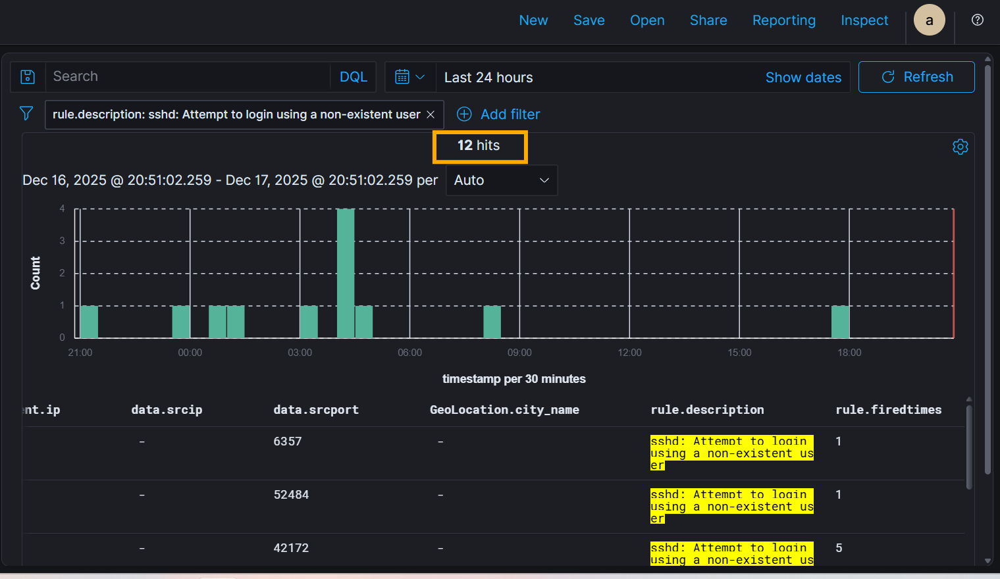 New Save Open Share Reporting Inspect a
Search DQL Last 24 hours Show dates Refresh
rule.description: sshd: Attempt to login using a non-existent user Add filter
12 hits
Dec 16, 2025 @ 20:51:02.259 - Dec 17, 2025 @ 20:51:02.259 per Auto
Count
4
3
2
1
0
21:00 00:00 03:00 06:00 09:00 12:00 15:00 18:00
timestamp per 30 minutes
nt.ip data.srcip data.srcport GeoLocation.city_name rule.description rule.firedtimes
- 6357 - sshd: Attempt to login 1
using a non-existent us
er
- 52484 - sshd: Attempt to login 1
using a non-existent us
er
- 42172 - sshd: Attempt to login 5
using a non-existent us